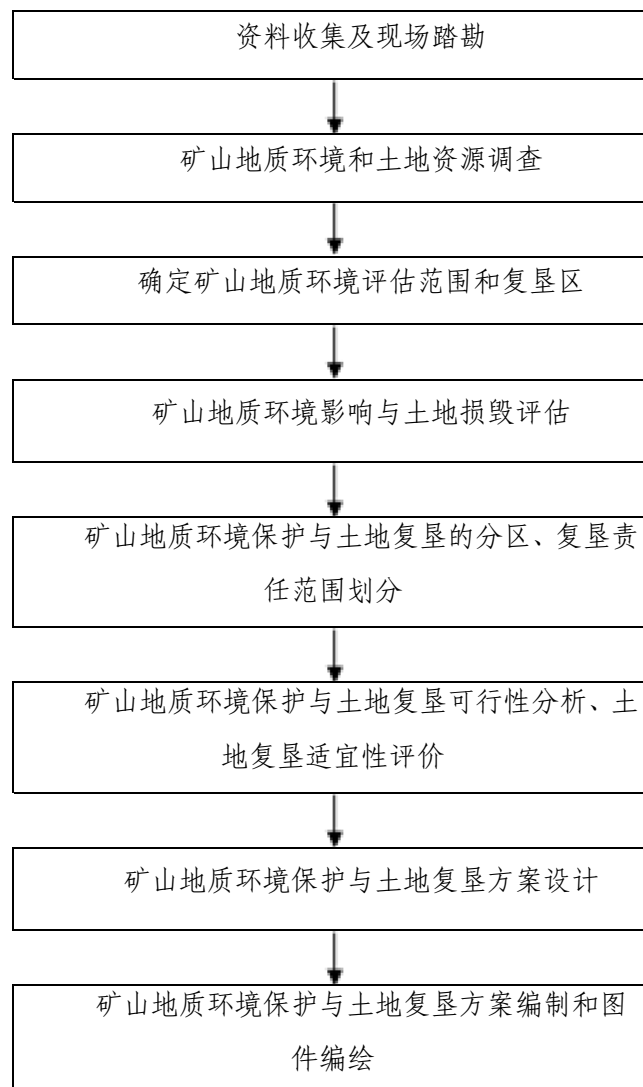 资料收集及现场踏勘
矿山地质环境和土地资源调查
确定矿山地质环境评估范围和复垦区
矿山地质环境影响与土地损毁评估
矿山地质环境保护与土地复垦的分区、复垦责
任范围划分
矿山地质环境保护与土地复垦可行性分析、土
地复垦适宜性评价
矿山地质环境保护与土地复垦方案设计
矿山地质环境保护与土地复垦方案编制和图
件编绘